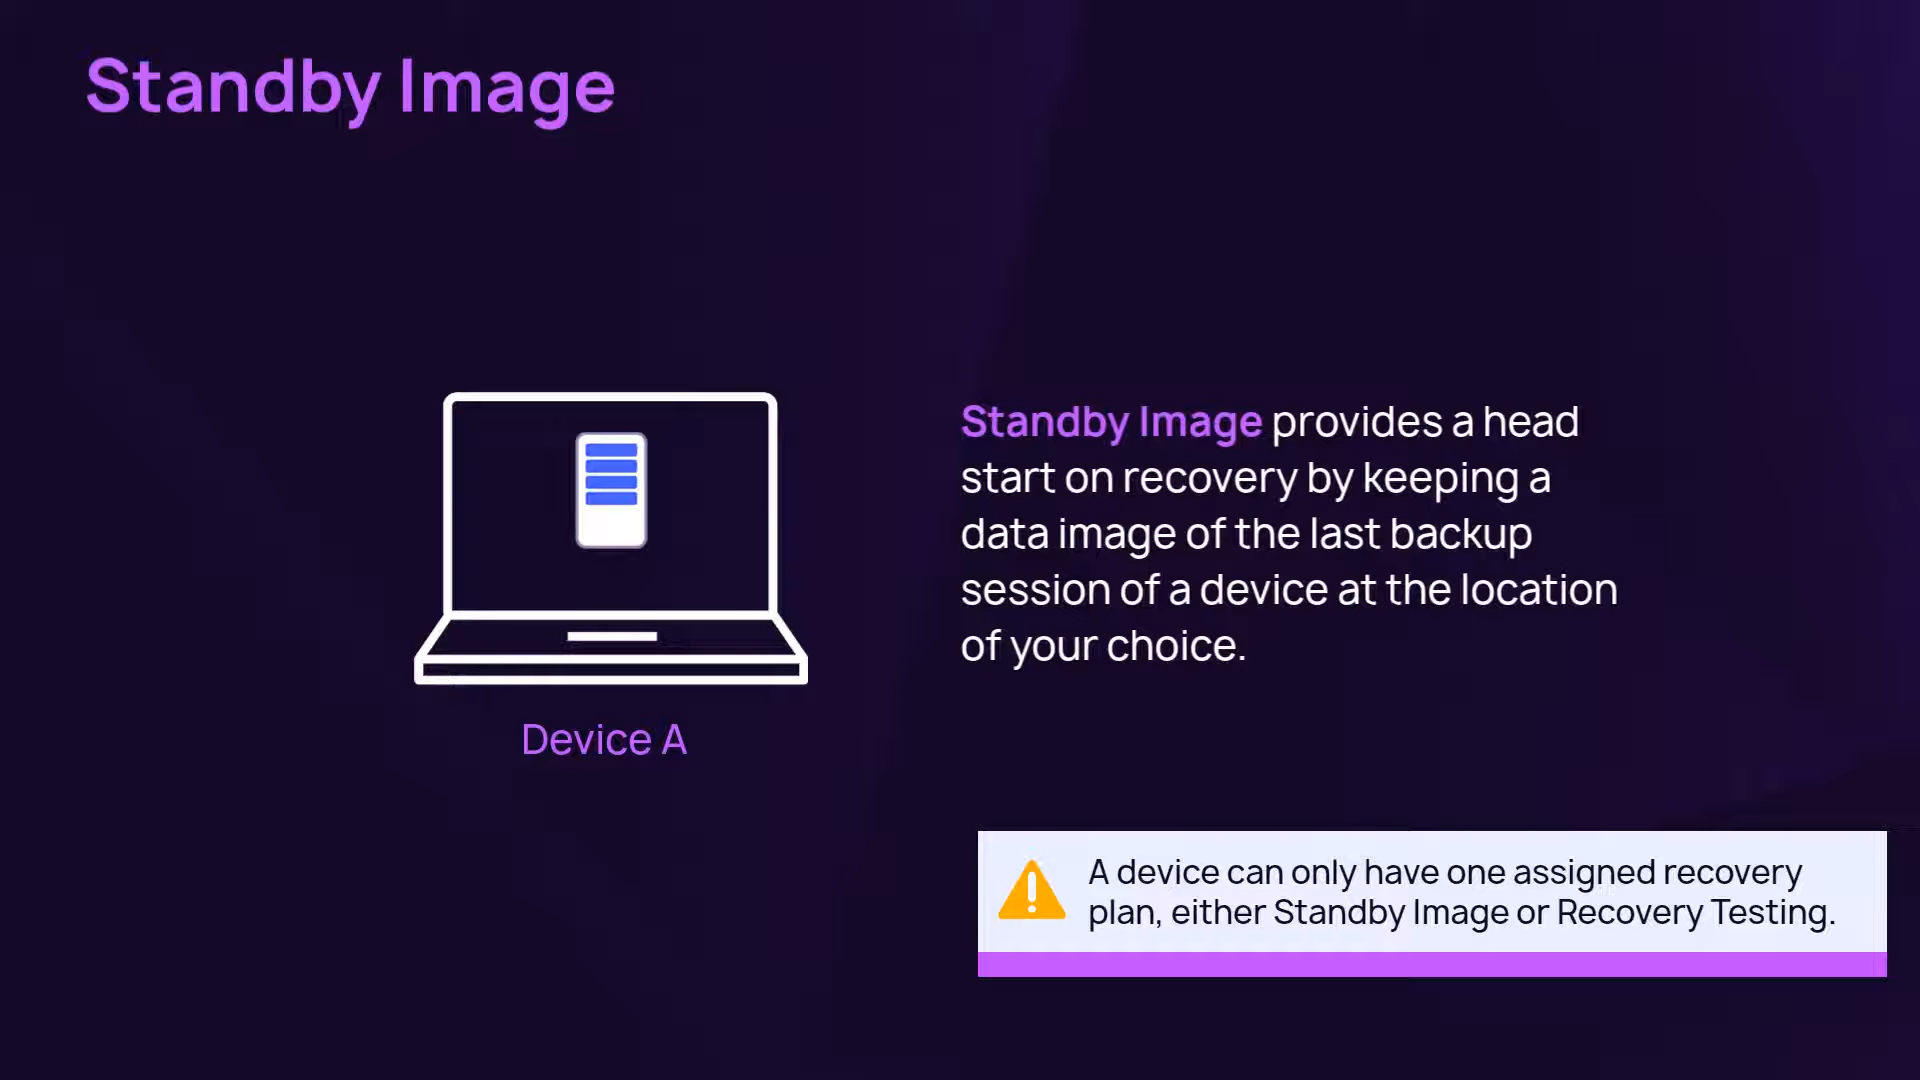 Standby Image
Standby Image provides a head
start on recovery by keeping a
data image of the last backup
session of a device at the location
of your choice.
Device A
A device can only have one assigned recovery
plan, either Standby Image or Recovery Testing.